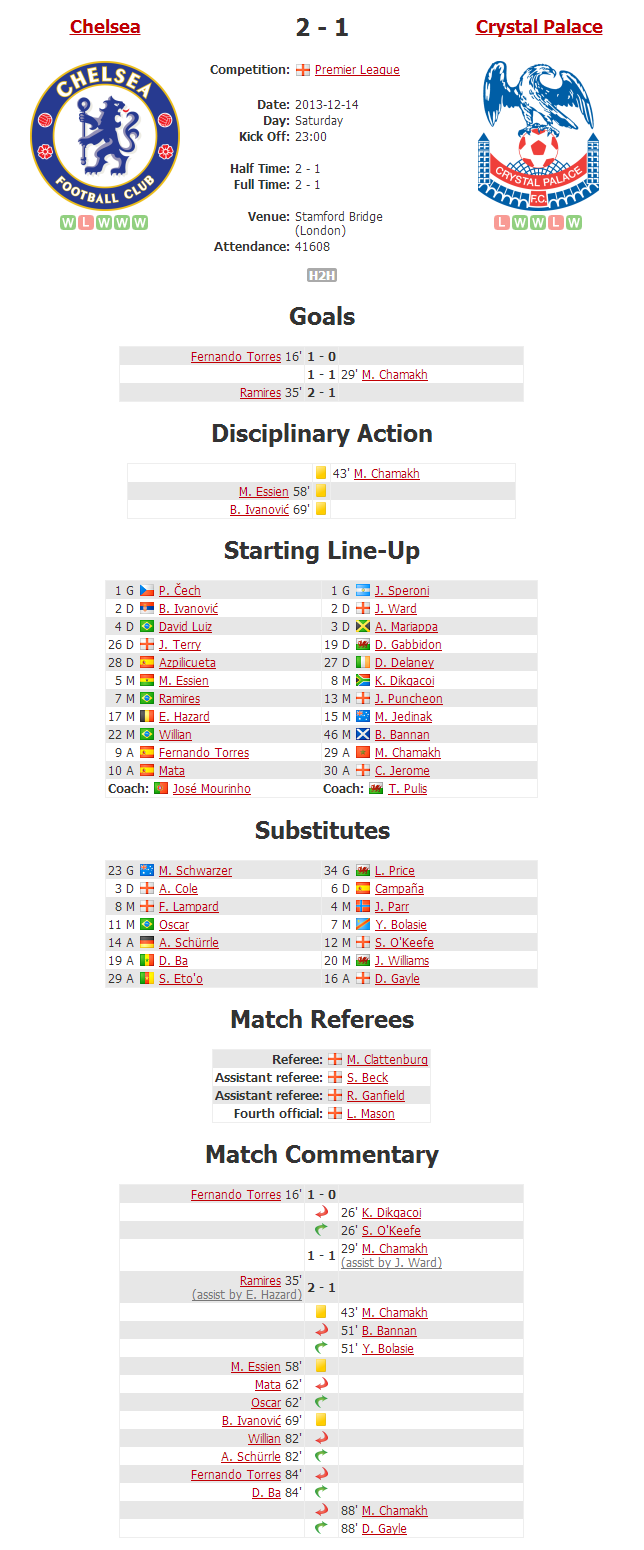 Chelsea 2 - 1 Crystal Palace
CHELSEA FOOTBALL CLUB
CRYSTAL PALACE F.C.
Competition: Premier League
Date: 2013-12-14
Day: Saturday
Kick Off: 23:00
Half Time: 2 - 1
Full Time: 2 - 1
Venue: Stamford Bridge
(London)
Attendance: 41608
W L W W W
L W W L W
H2H
Goals
Fernando Torres 16' 1 - 0
1 - 1 29' M. Chamakh
Ramires 35' 2 - 1
Disciplinary Action
43' M. Chamakh
M. Essien 58'
B. Ivanović 69'
Starting Line-Up
1 G P. Čech 1 G J. Speroni
2 D B. Ivanović 2 D J. Ward
4 D David Luiz 3 D A. Mariappa
26 D J. Terry 19 D D. Gabbidon
28 D Azpilicueta 27 D D. Delaney
5 M M. Essien 8 M K. Dikgacoi
7 M Ramires 13 M J. Puncheon
17 M E. Hazard 15 M M. Jedinak
22 M Willian 46 M B. Bannan
9 A Fernando Torres 29 A M. Chamakh
10 A Mata 30 A C. Jerome
Coach: José Mourinho Coach: T. Pulis
Substitutes
23 G M. Schwarzer 34 G L. Price
3 D A. Cole 6 D Campaña
8 M F. Lampard 4 M J. Parr
11 M Oscar 7 M Y. Bolasie
14 A A. Schürrle 12 M S. O'Keefe
19 A D. Ba 20 M J. Williams
29 A S. Eto'o 16 A D. Gayle
Match Referees
Referee: M. Clattenburg
Assistant referee: S. Beck
Assistant referee: R. Ganfield
Fourth official: L. Mason
Match Commentary
Fernando Torres 16' 1 - 0
26' K. Dikgacoi
26' S. O'Keefe
1 - 1 29' M. Chamakh
(assist by J. Ward)
Ramires 35' 2 - 1
(assist by E. Hazard)
43' M. Chamakh
51' B. Bannan
51' Y. Bolasie
M. Essien 58'
Mata 62'
Oscar 62'
B. Ivanović 69'
Willian 82'
A. Schürrle 82'
Fernando Torres 84'
D. Ba 84'
88' M. Chamakh
88' D. Gayle